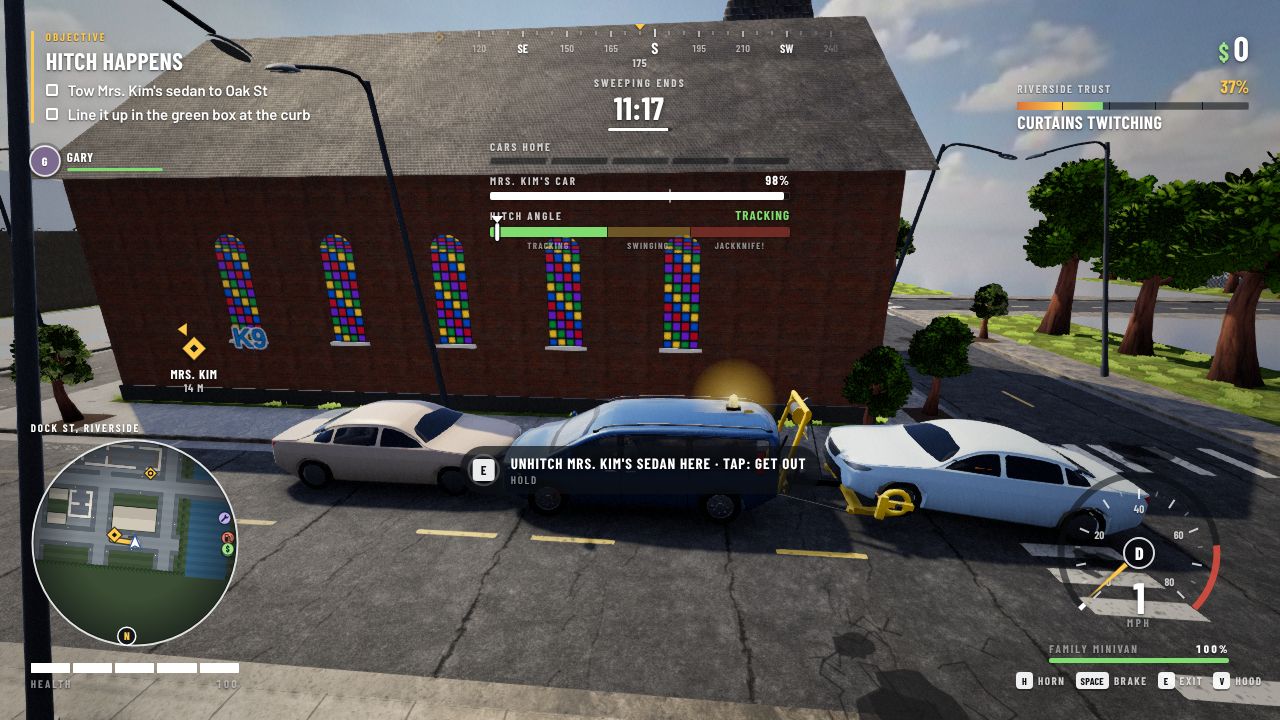 OBJECTIVE
HITCH HAPPENS
Tow Mrs. Kim's sedan to Oak St
Line it up in the green box at the curb
G GARY
120 SE 150 165 S 195 210 SW 240
175
SWEEPING ENDS
11:17
CARS HOME
MRS. KIM'S CAR 98%
HITCH ANGLE TRACKING
TRACKING SWINGING JACKKNIFE!
$0
RIVERSIDE TRUST 37%
CURTAINS TWITCHING
K9
MRS. KIM
14 M
E UNHITCH MRS. KIM'S SEDAN HERE · TAP: GET OUT
HOLD
DOCK ST, RIVERSIDE
N
HEALTH 100
20 40 60 80
D
1
MPH
FAMILY MINIVAN 100%
H HORN SPACE BRAKE E EXIT V HOOD